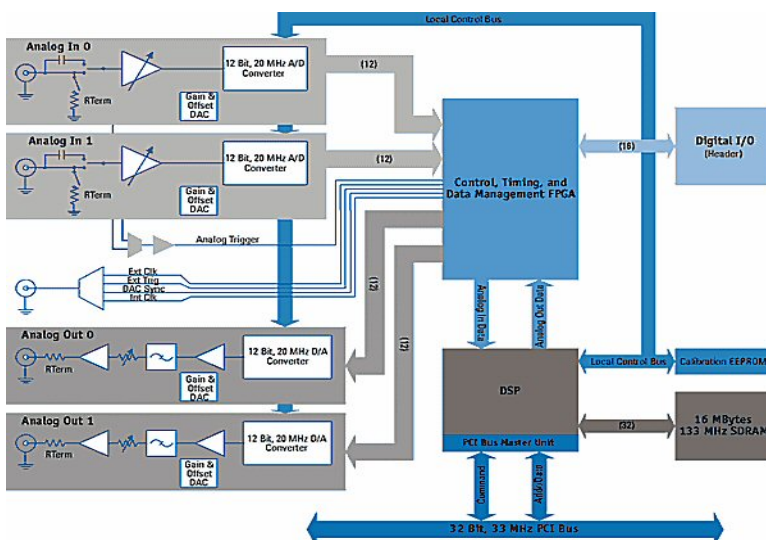 Local Control Bus
Analog In 0
12 Bit, 20 MHz A/D
Converter
(12)
RTerm
Gain &
Offset
DAC
Analog In 1
12 Bit, 20 MHz A/D
Converter
(12)
RTerm
Gain &
Offset
DAC
Control, Timing, and
Data Management FPGA
(16)
Digital I/O
(Header)
Analog Trigger
Ext Clk
Ext Trig
DAC Sync
Int Clk
(12)
(12)
Analog In Data
Analog Out Data
Analog Out 0
12 Bit, 20 MHz D/A
Converter
RTerm
Gain &
Offset
DAC
Local Control Bus
Calibration EEPROM
DSP
Analog Out 1
12 Bit, 20 MHz D/A
Converter
RTerm
Gain &
Offset
DAC
(32)
16 MBytes
133 MHz SDRAM
PCI Bus Master Unit
Command
Addr/Data
32 Bit, 33 MHz PCI Bus